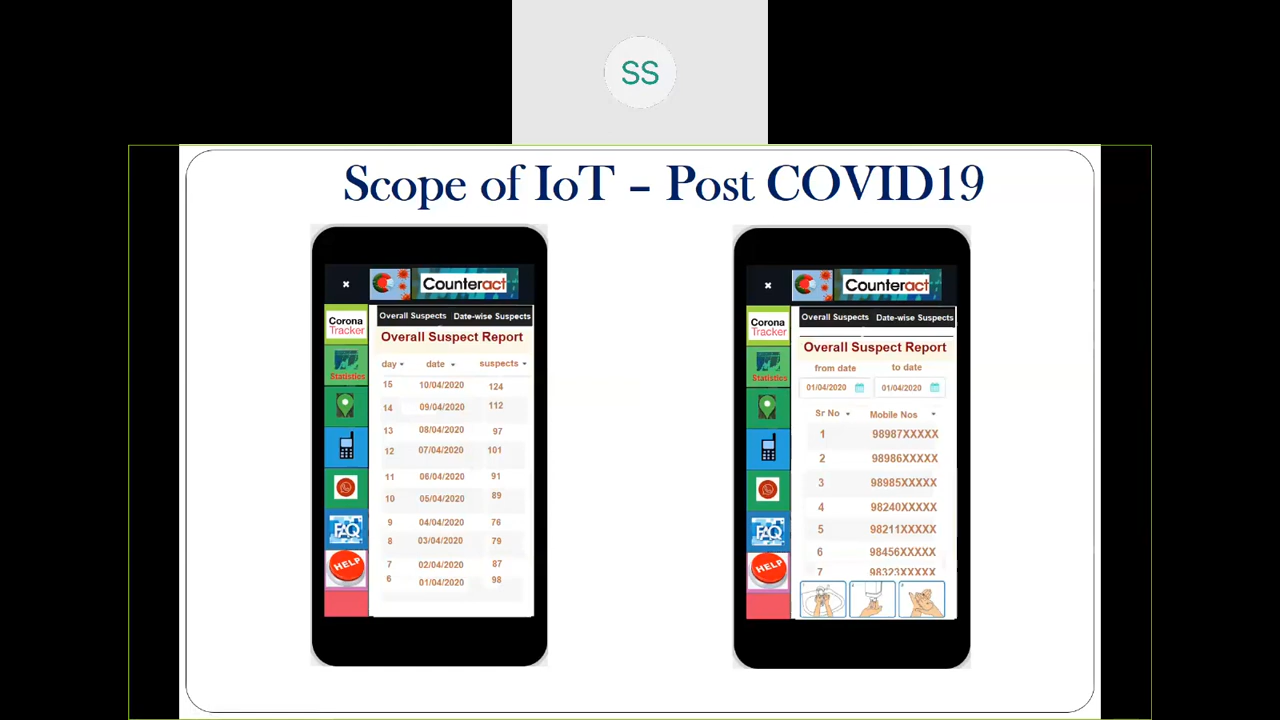 SS
Scope of IoT – Post COVID19
Counteract
Corona
Tracker
Statistics
FAQ
HELP
Overall Suspects Date-wise Suspects
Overall Suspect Report
day date suspects
15 10/04/2020 124
14 09/04/2020 112
13 08/04/2020 97
12 07/04/2020 101
11 06/04/2020 91
10 05/04/2020 89
9 04/04/2020 76
8 03/04/2020 79
7 02/04/2020 87
6 01/04/2020 98
Counteract
Corona
Tracker
Statistics
FAQ
HELP
Overall Suspects Date-wise Suspects
Overall Suspect Report
from date to date
01/04/2020 01/04/2020
Sr No Mobile Nos
1 98987XXXXX
2 98986XXXXX
3 98985XXXXX
4 98240XXXXX
5 98211XXXXX
6 98456XXXXX
7 98323XXXXX